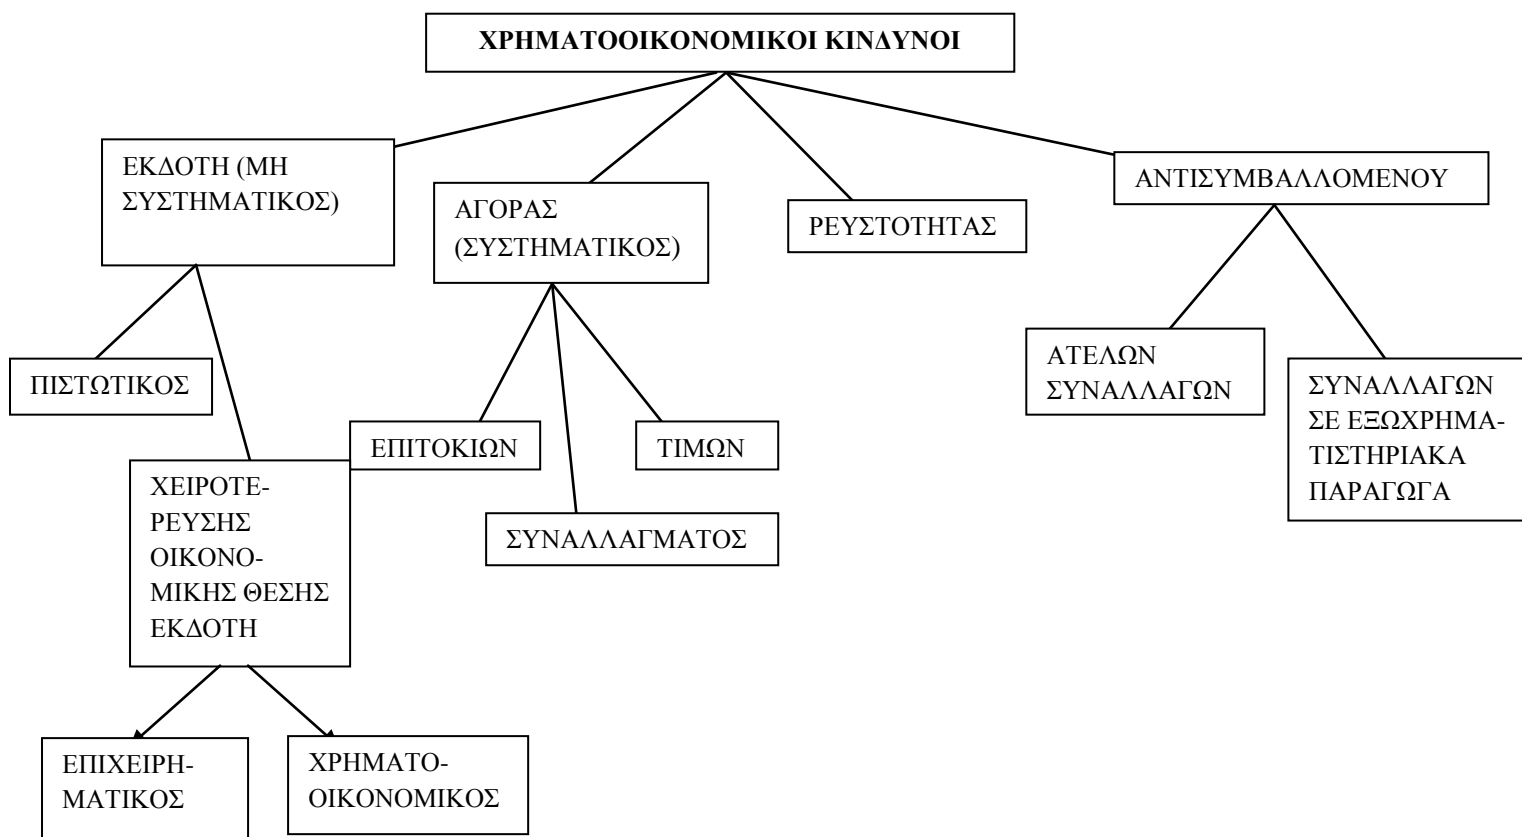 ΧΡΗΜΑΤΟΟΙΚΟΝΟΜΙΚΟΙ ΚΙΝΔΥΝΟΙ
ΕΚΔΟΤΗ (ΜΗ
ΣΥΣΤΗΜΑΤΙΚΟΣ)
ΑΓΟΡΑΣ
(ΣΥΣΤΗΜΑΤΙΚΟΣ)
ΡΕΥΣΤΟΤΗΤΑΣ
ΑΝΤΙΣΥΜΒΑΛΛΟΜΕΝΟΥ
ΠΙΣΤΩΤΙΚΟΣ
ΧΕΙΡΟΤΕ-
ΡΕΥΣΗΣ
ΟΙΚΟΝΟ-
ΜΙΚΗΣ ΘΕΣΗΣ
ΕΚΔΟΤΗ
ΕΠΙΤΟΚΙΩΝ
ΣΥΝΑΛΛΑΓΜΑΤΟΣ
ΤΙΜΩΝ
ΑΤΕΛΩΝ
ΣΥΝΑΛΛΑΓΩΝ
ΣΥΝΑΛΛΑΓΩΝ
ΣΕ ΕΞΩΧΡΗΜΑ-
ΤΙΣΤΗΡΙΑΚΑ
ΠΑΡΑΓΩΓΑ
ΕΠΙΧΕΙΡΗ-
ΜΑΤΙΚΟΣ
ΧΡΗΜΑΤΟ-
ΟΙΚΟΝΟΜΙΚΟΣ